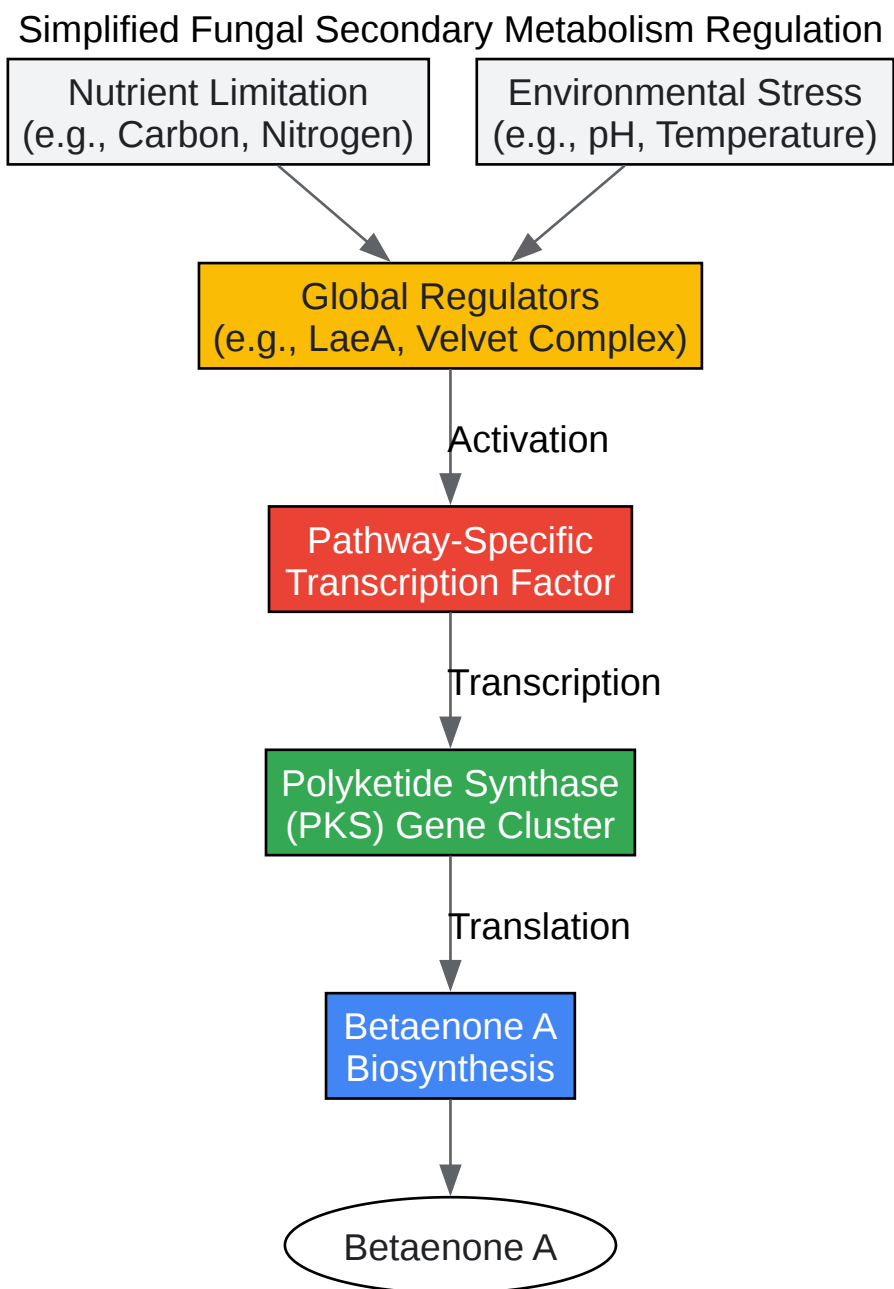 Simplified Fungal Secondary Metabolism Regulation
Nutrient Limitation
(e.g., Carbon, Nitrogen)
Environmental Stress
(e.g., pH, Temperature)
Global Regulators
(e.g., LaeA, Velvet Complex)
Activation
Pathway-Specific
Transcription Factor
Transcription
Polyketide Synthase
(PKS) Gene Cluster
Translation
Betaenone A
Biosynthesis
Betaenone A